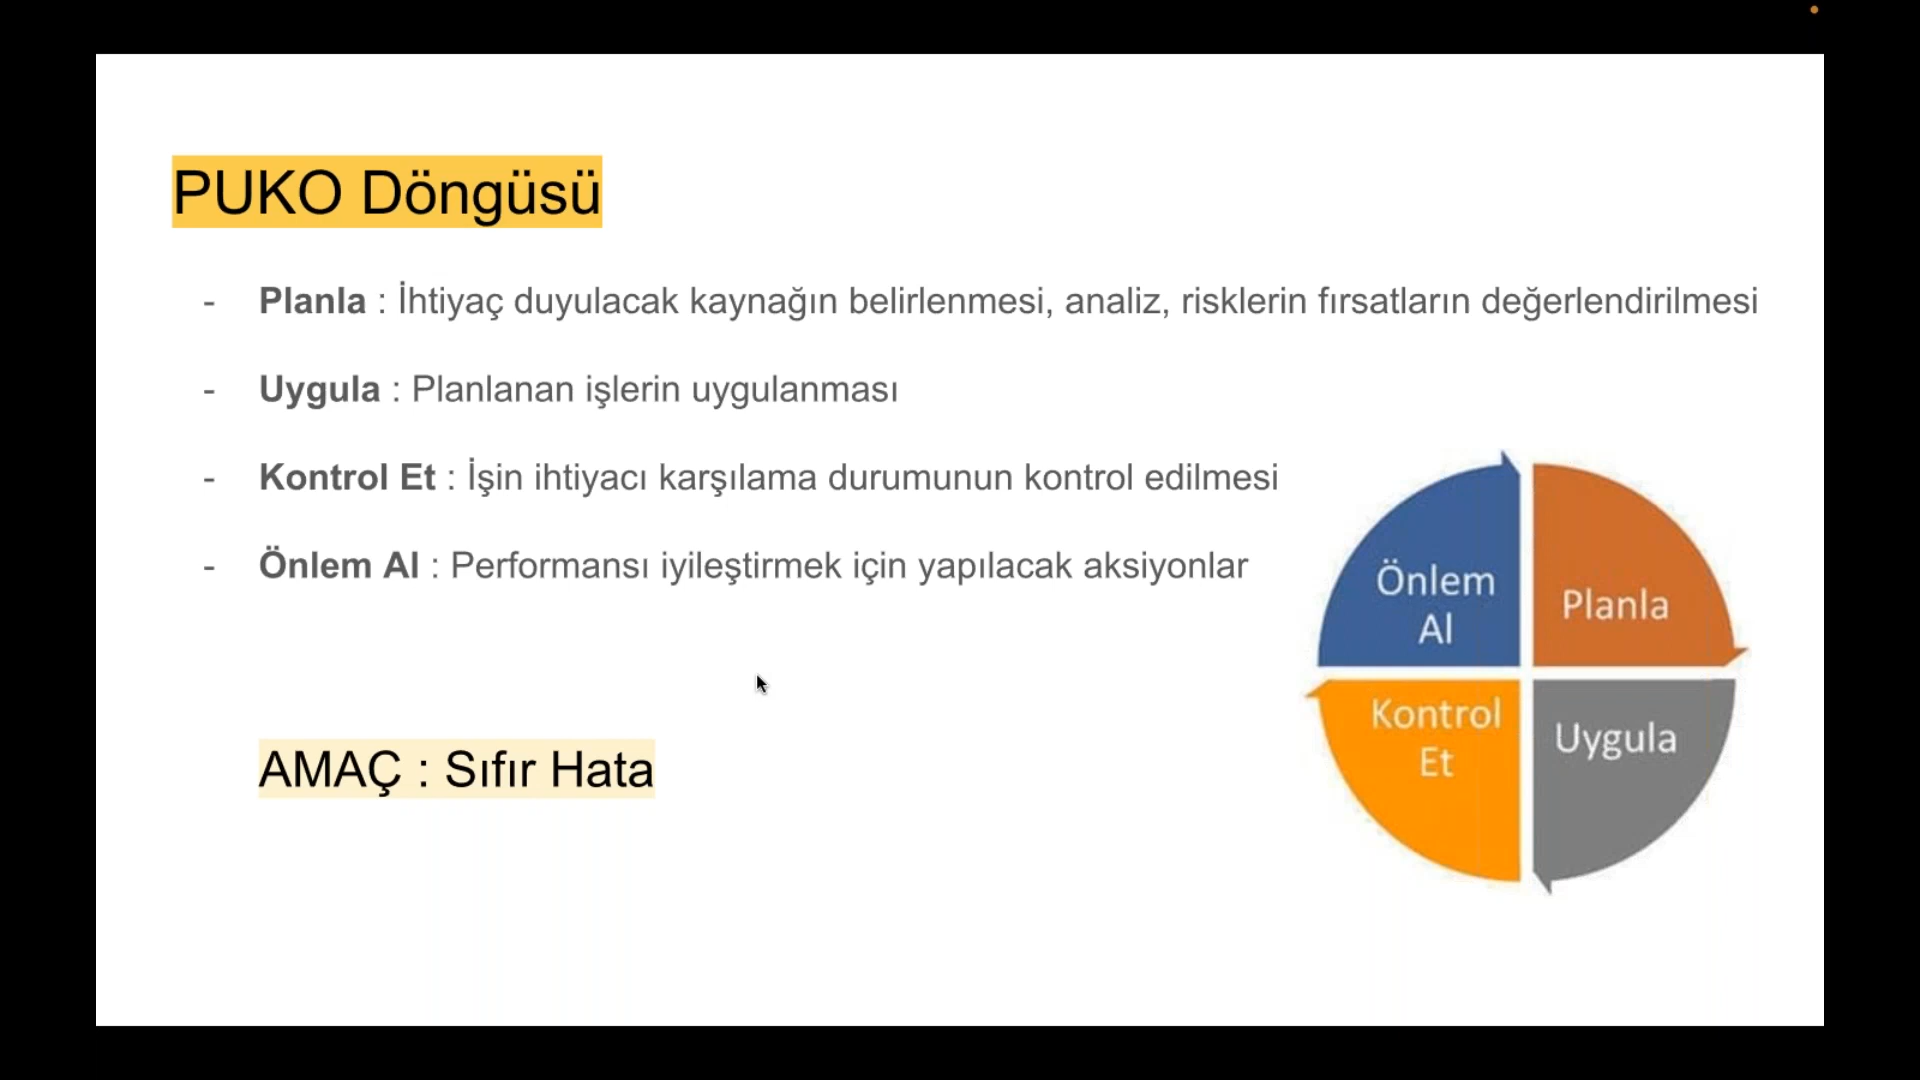 PUKO Döngüsü
- Planla : İhtiyaç duyulacak kaynağın belirlenmesi, analiz, risklerin fırsatların değerlendirilmesi
- Uygula : Planlanan işlerin uygulanması
- Kontrol Et : İşin ihtiyacı karşılama durumunun kontrol edilmesi
- Önlem Al : Performansı iyileştirmek için yapılacak aksiyonlar
AMAÇ : Sıfır Hata
Önlem
Al
Planla
Kontrol
Et
Uygula